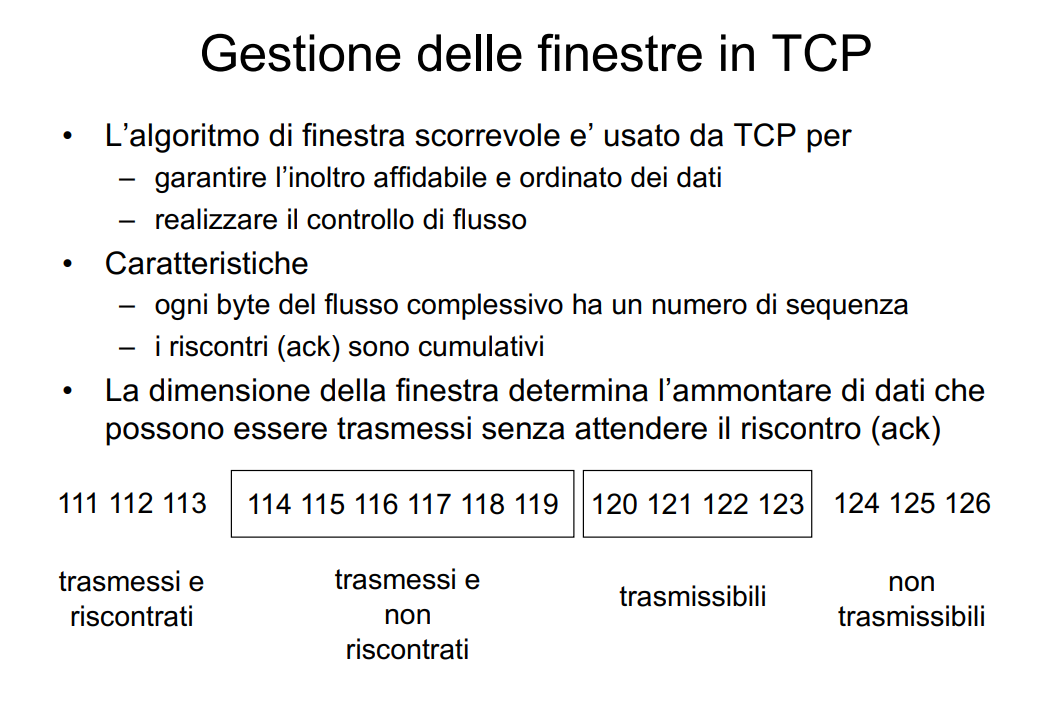 Gestione delle finestre in TCP
• L’algoritmo di finestra scorrevole e’ usato da TCP per
– garantire l’inoltro affidabile e ordinato dei dati
– realizzare il controllo di flusso
• Caratteristiche
– ogni byte del flusso complessivo ha un numero di sequenza
– i riscontri (ack) sono cumulativi
• La dimensione della finestra determina l’ammontare di dati che
possono essere trasmessi senza attendere il riscontro (ack)
111 112 113 114 115 116 117 118 119 120 121 122 123 124 125 126
trasmessi e
riscontrati
trasmessi e
non
riscontrati
trasmissibili
non
trasmissibili